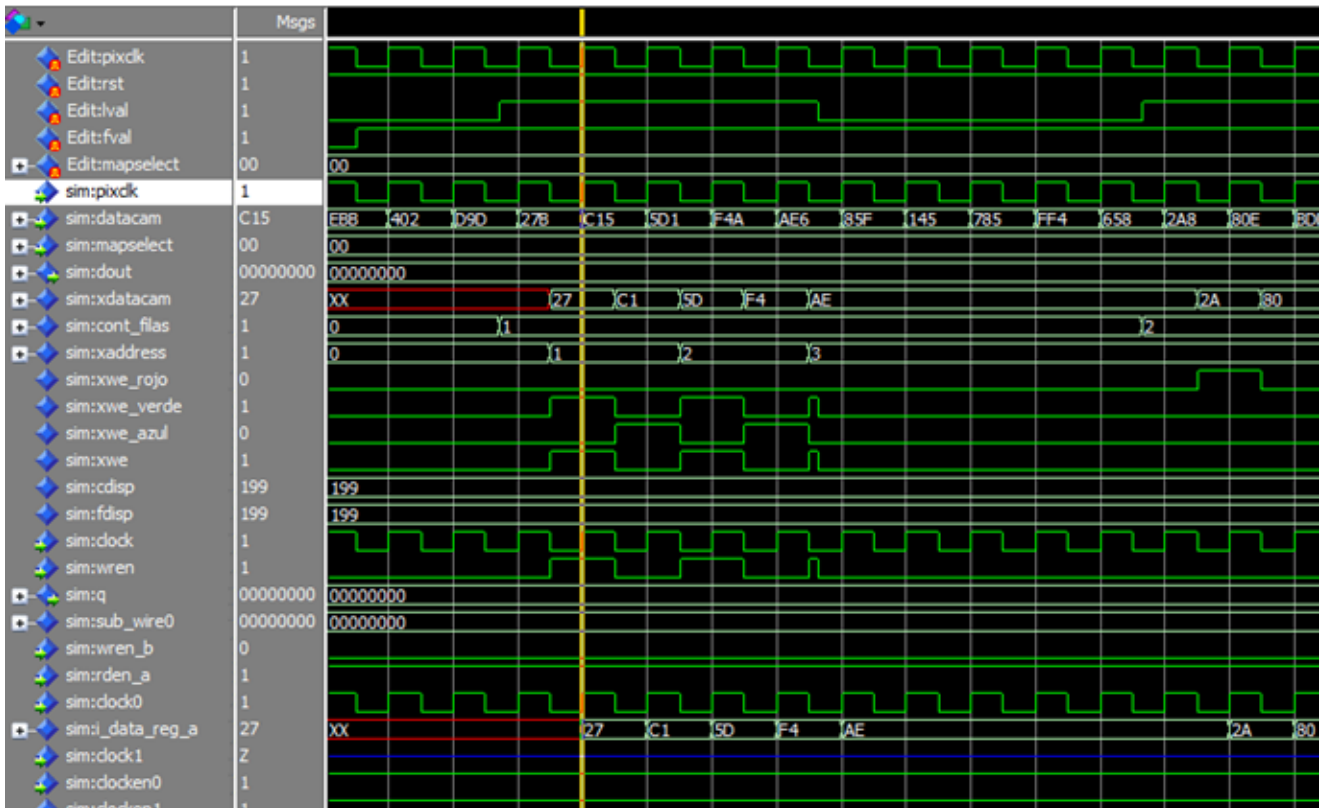 Msgs
Edit:pixclk 1
Edit:rst 1
Edit:lval 1
Edit:fval 1
Edit:mapselect 00 00
sim:pixclk 1
sim:datacam C15 EBB 402 D9D 27B C15 5D1 F4A AE6 85F 145 785 FF4 658 2A8 80E
sim:mapselect 00 00
sim:dout 00000000 00000000
sim:xdatacam 27 XX 27 C1 5D F4 AE 2A 80
sim:cont_filas 1 0 1 2
sim:xaddress 1 0 1 2 3
sim:xwe_rojo 0
sim:xwe_verde 1
sim:xwe_azul 0
sim:xwe 1
sim:cdisp 199 199
sim:fdisp 199 199
sim:clock 1
sim:wren 1
sim:q 00000000 00000000
sim:sub_wire0 00000000 00000000
sim:wren_b 0
sim:rden_a 1
sim:clock0 1
sim:i_data_reg_a 27 XX 27 C1 5D F4 AE 2A 80
sim:clock1 Z
sim:clocken0 1